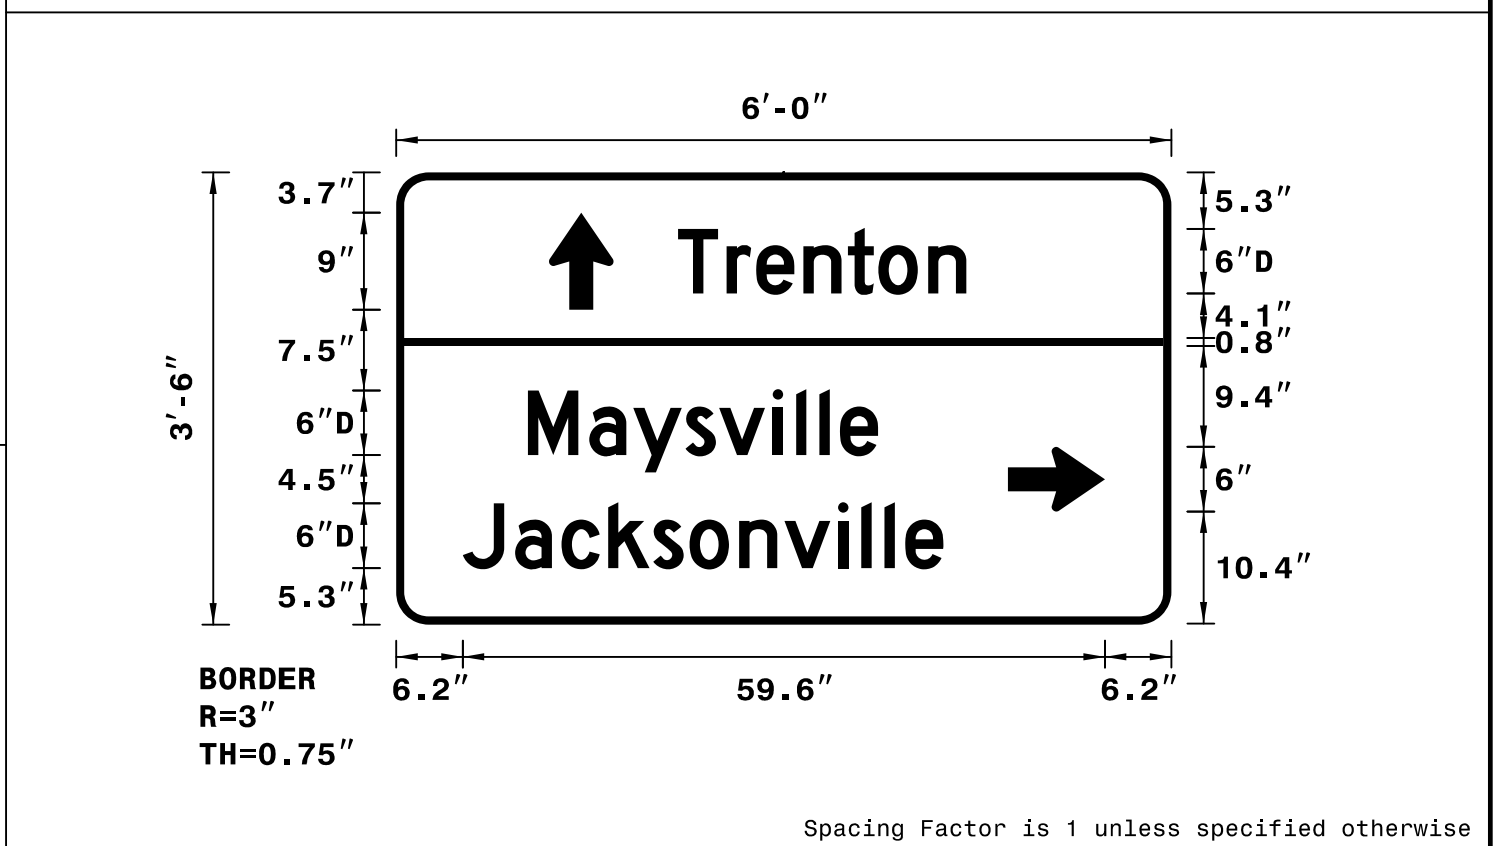 6′-0″
3.7″
5.3″
Trenton
9″
6″D
4.1″
0.8″
7.5″
3′-6″
9.4″
Maysville
6″D
4.5″
6″
Jacksonville
6″D
10.4″
5.3″
6.2″ 59.6″ 6.2″
BORDER
R=3″
TH=0.75″
Spacing Factor is 1 unless specified otherwise